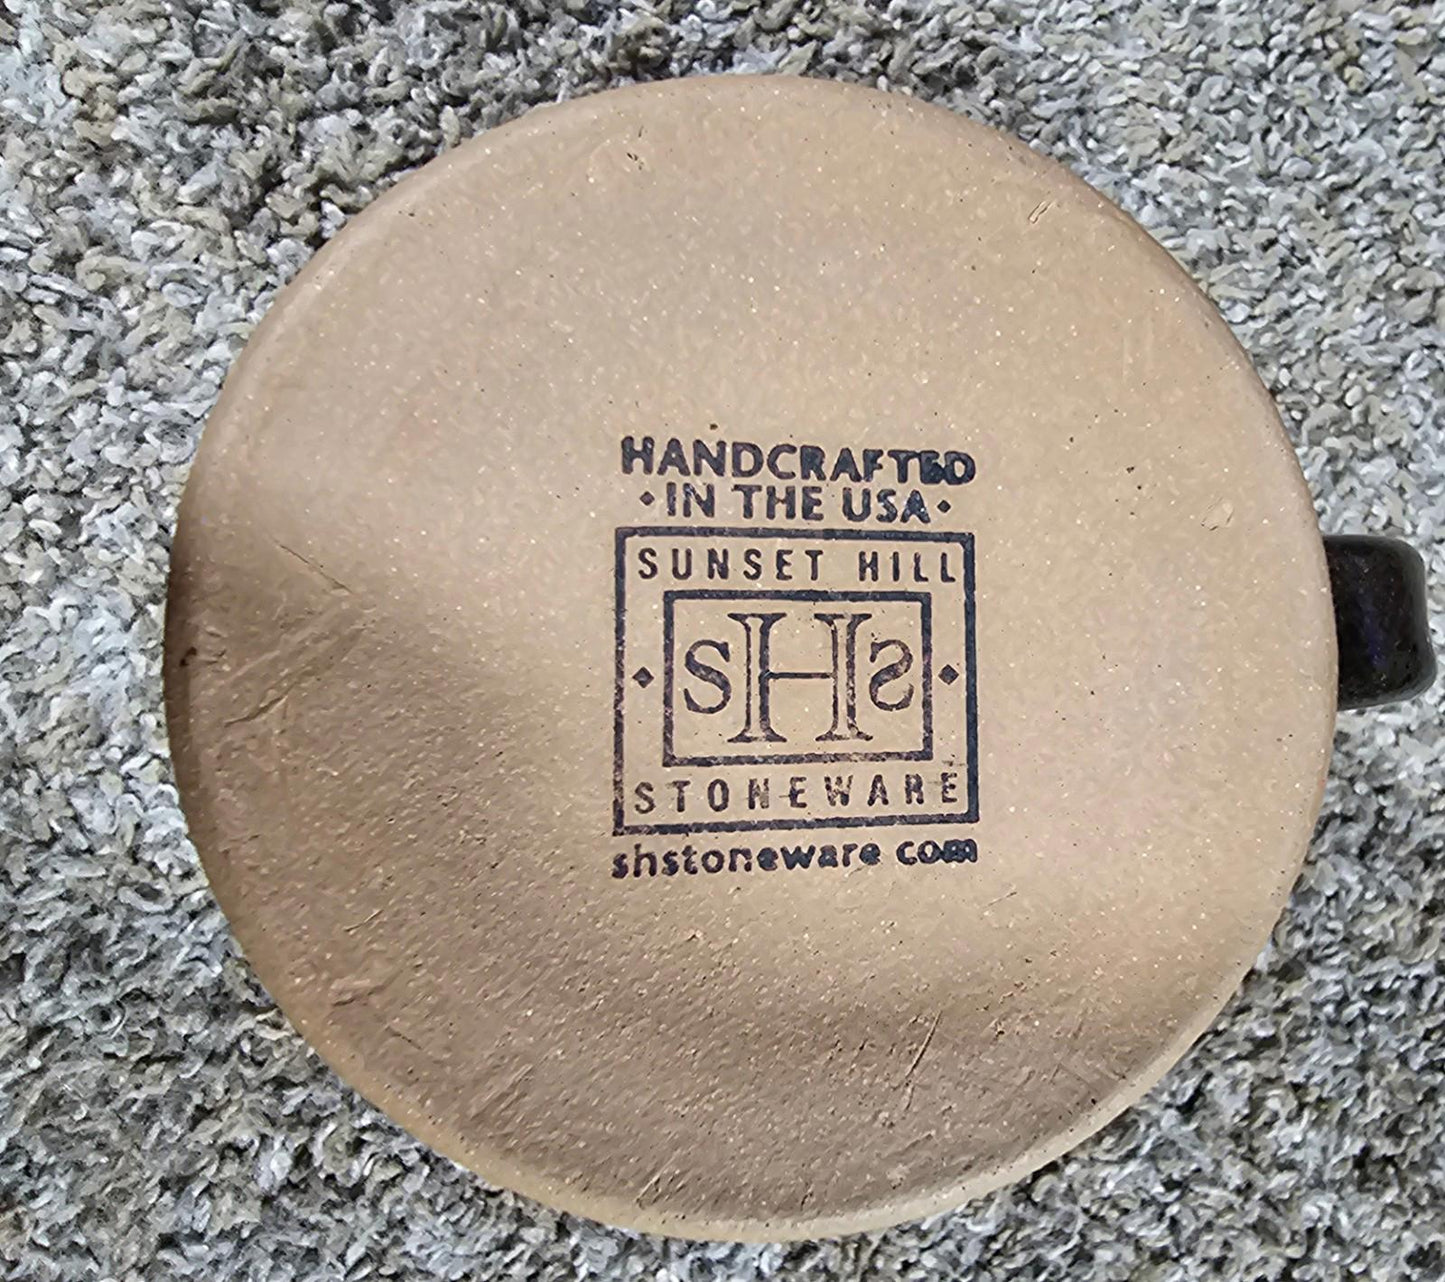 HANDCRAFTED
•IN THE USA•
SUNSET HILL
SHS
STONEWARE
shstoneware.com